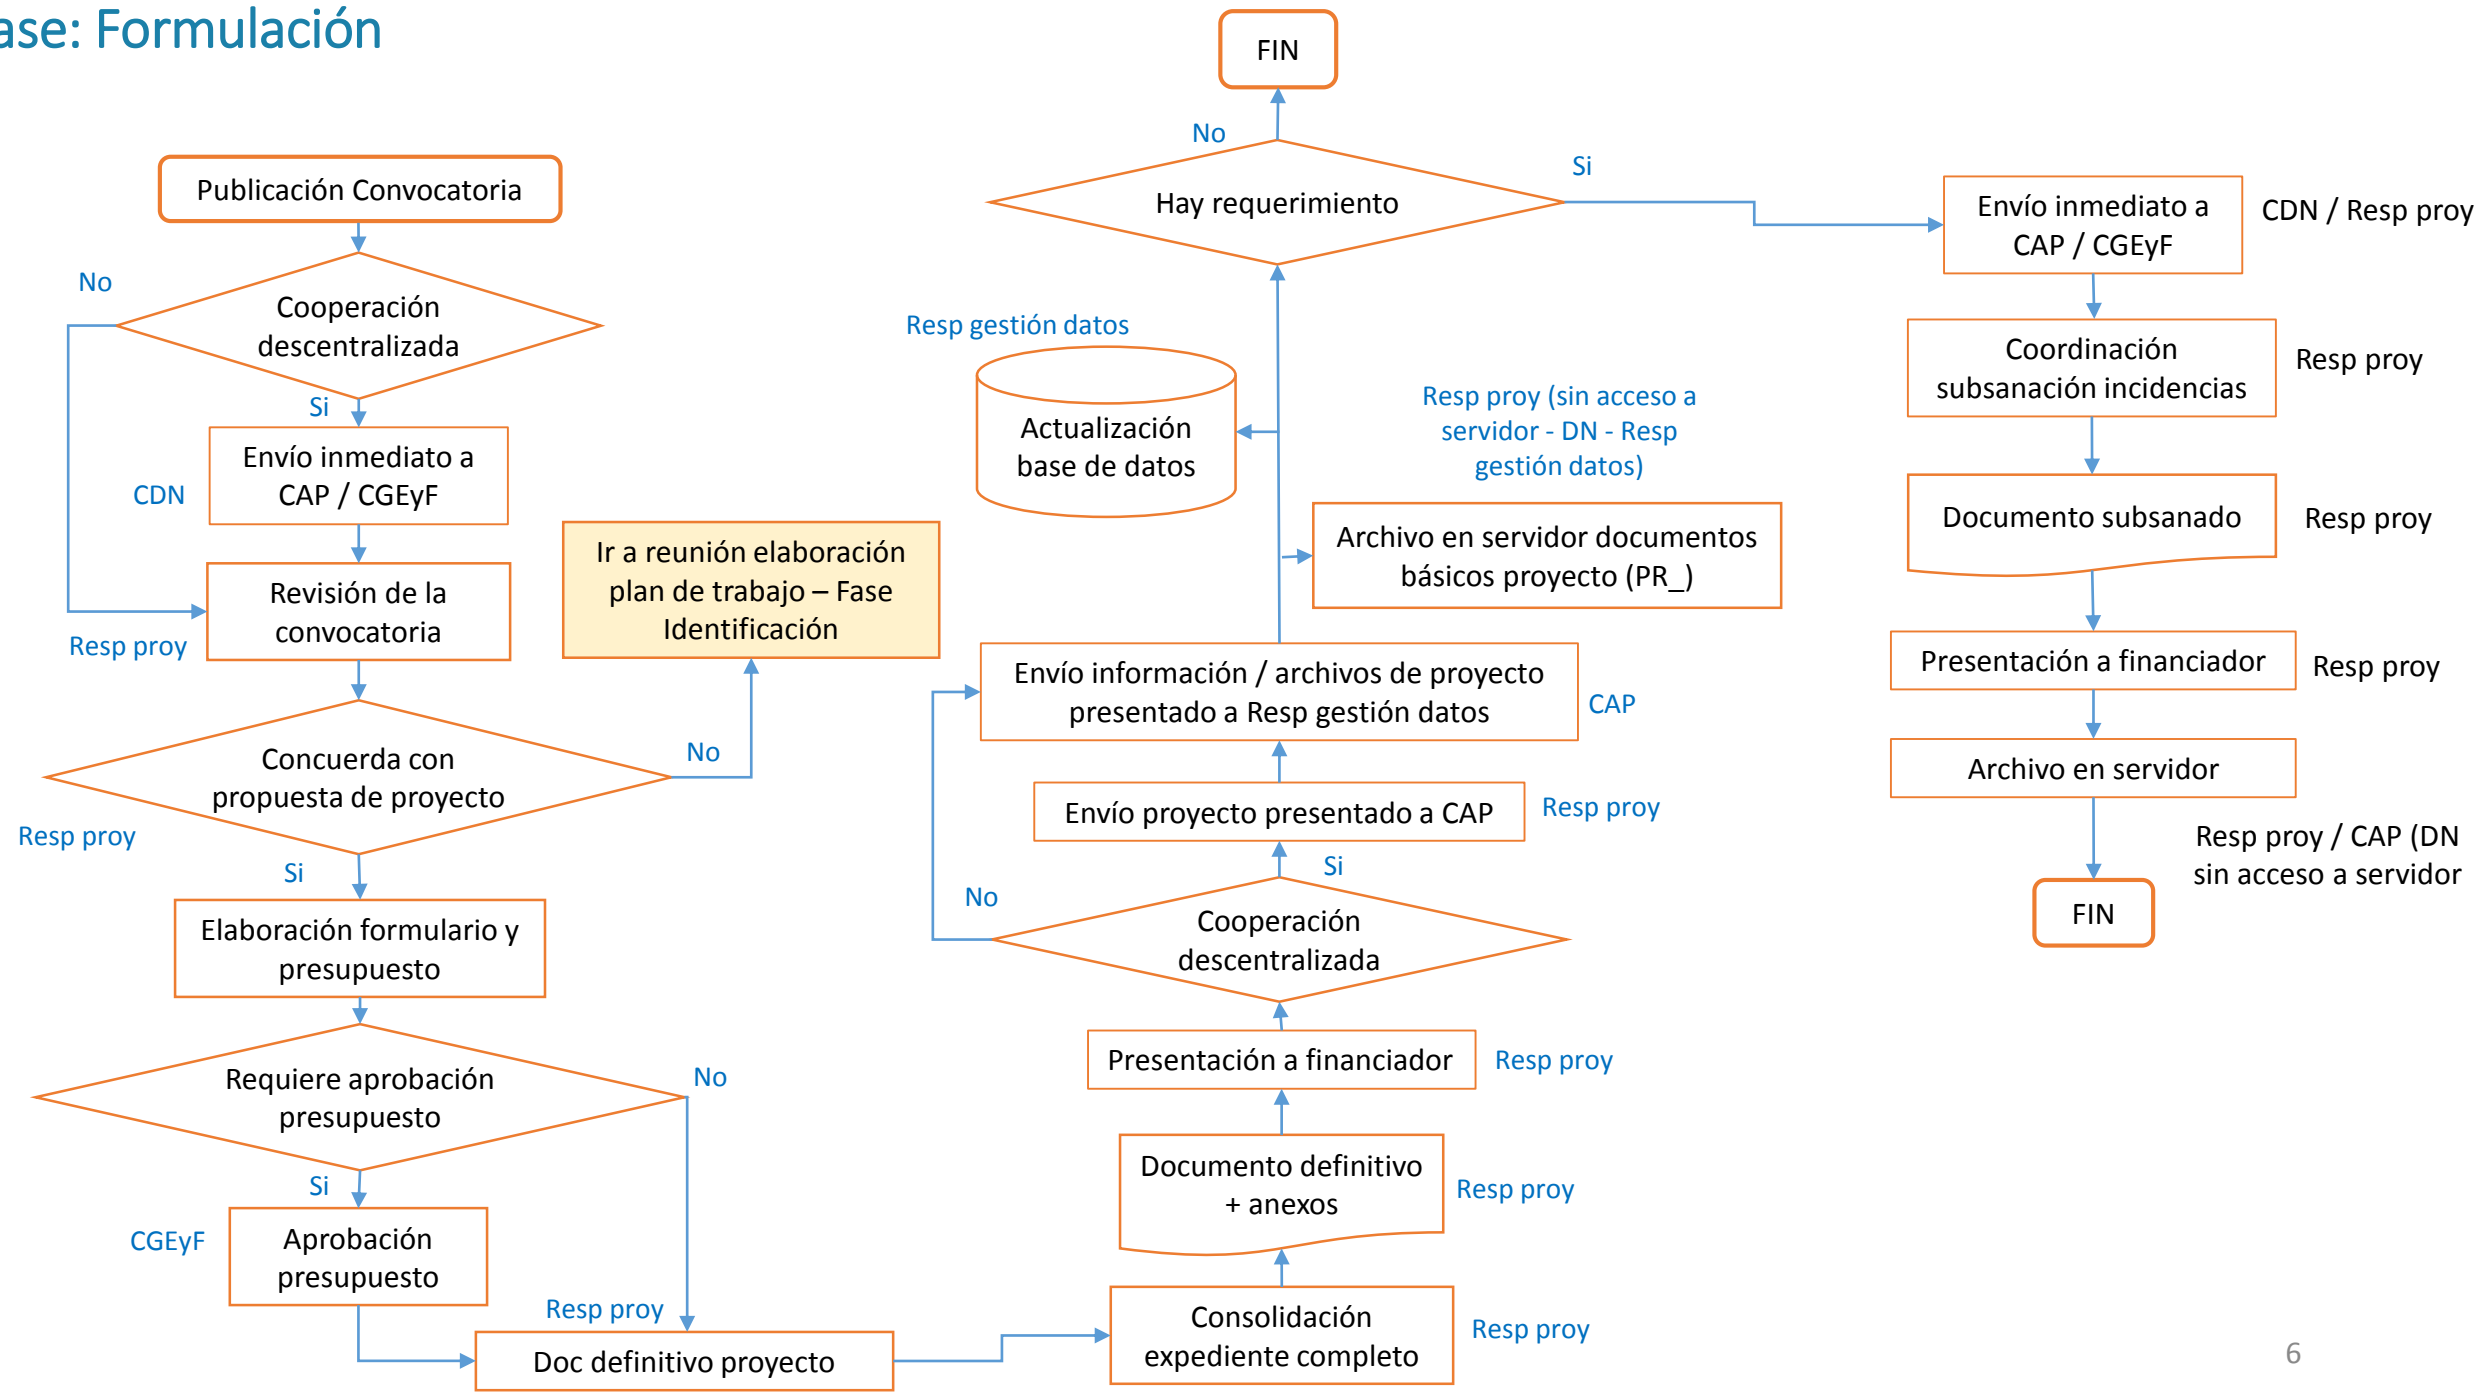 ase: Formulación
Publicación Convocatoria
No
Cooperación
descentralizada
Si
Envío inmediato a
CAP / CGEyF
CDN
Revisión de la
convocatoria
Resp proy
Concuerda con
propuesta de proyecto
No
Resp proy
Si
Ir a reunión elaboración
plan de trabajo – Fase
Identificación
Elaboración formulario y
presupuesto
Requiere aprobación
presupuesto
No
Si
CGEyF
Aprobación
presupuesto
Resp proy
Doc definitivo proyecto
Consolidación
expediente completo
Resp proy
Documento definitivo
+ anexos
Resp proy
Presentación a financiador
Resp proy
Cooperación
descentralizada
No
Si
Envío proyecto presentado a CAP
Resp proy
Envío información / archivos de proyecto
presentado a Resp gestión datos
CAP
Archivo en servidor documentos
básicos proyecto (PR_)
Resp proy (sin acceso a
servidor - DN - Resp
gestión datos)
Resp gestión datos
Actualización
base de datos
Hay requerimiento
No
FIN
Si
Envío inmediato a
CAP / CGEyF
CDN / Resp proy
Coordinación
subsanación incidencias
Resp proy
Documento subsanado
Resp proy
Presentación a financiador
Resp proy
Archivo en servidor
Resp proy / CAP (DN
sin acceso a servidor
FIN
6